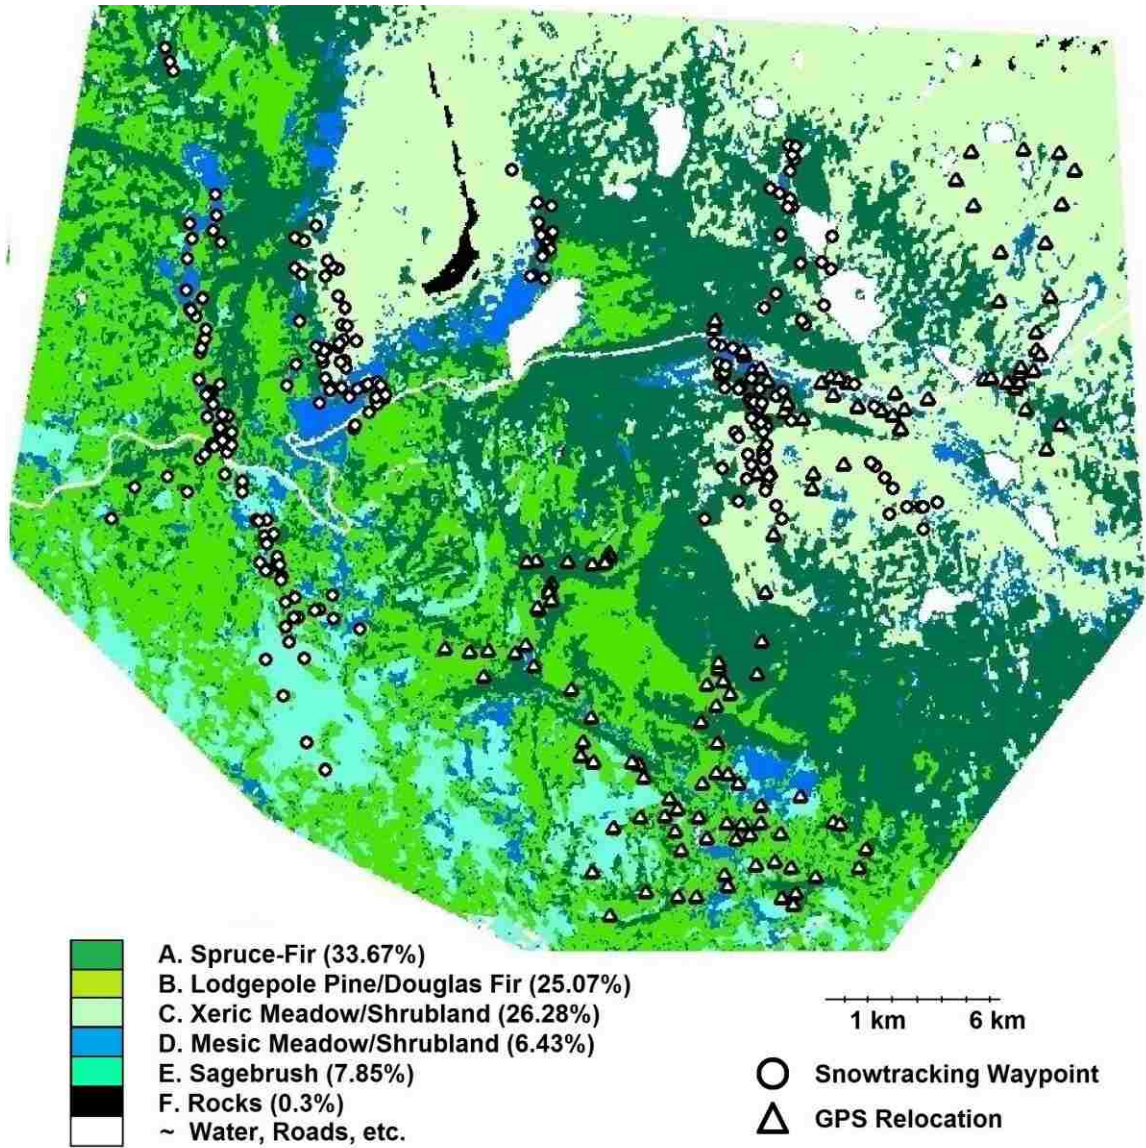 A. Spruce-Fir (33.67%)
B. Lodgepole Pine/Douglas Fir (25.07%)
C. Xeric Meadow/Shrubland (26.28%)
D. Mesic Meadow/Shrubland (6.43%)
E. Sagebrush (7.85%)
F. Rocks (0.3%)
~ Water, Roads, etc.
1 km 6 km
Snowtracking Waypoint
GPS Relocation